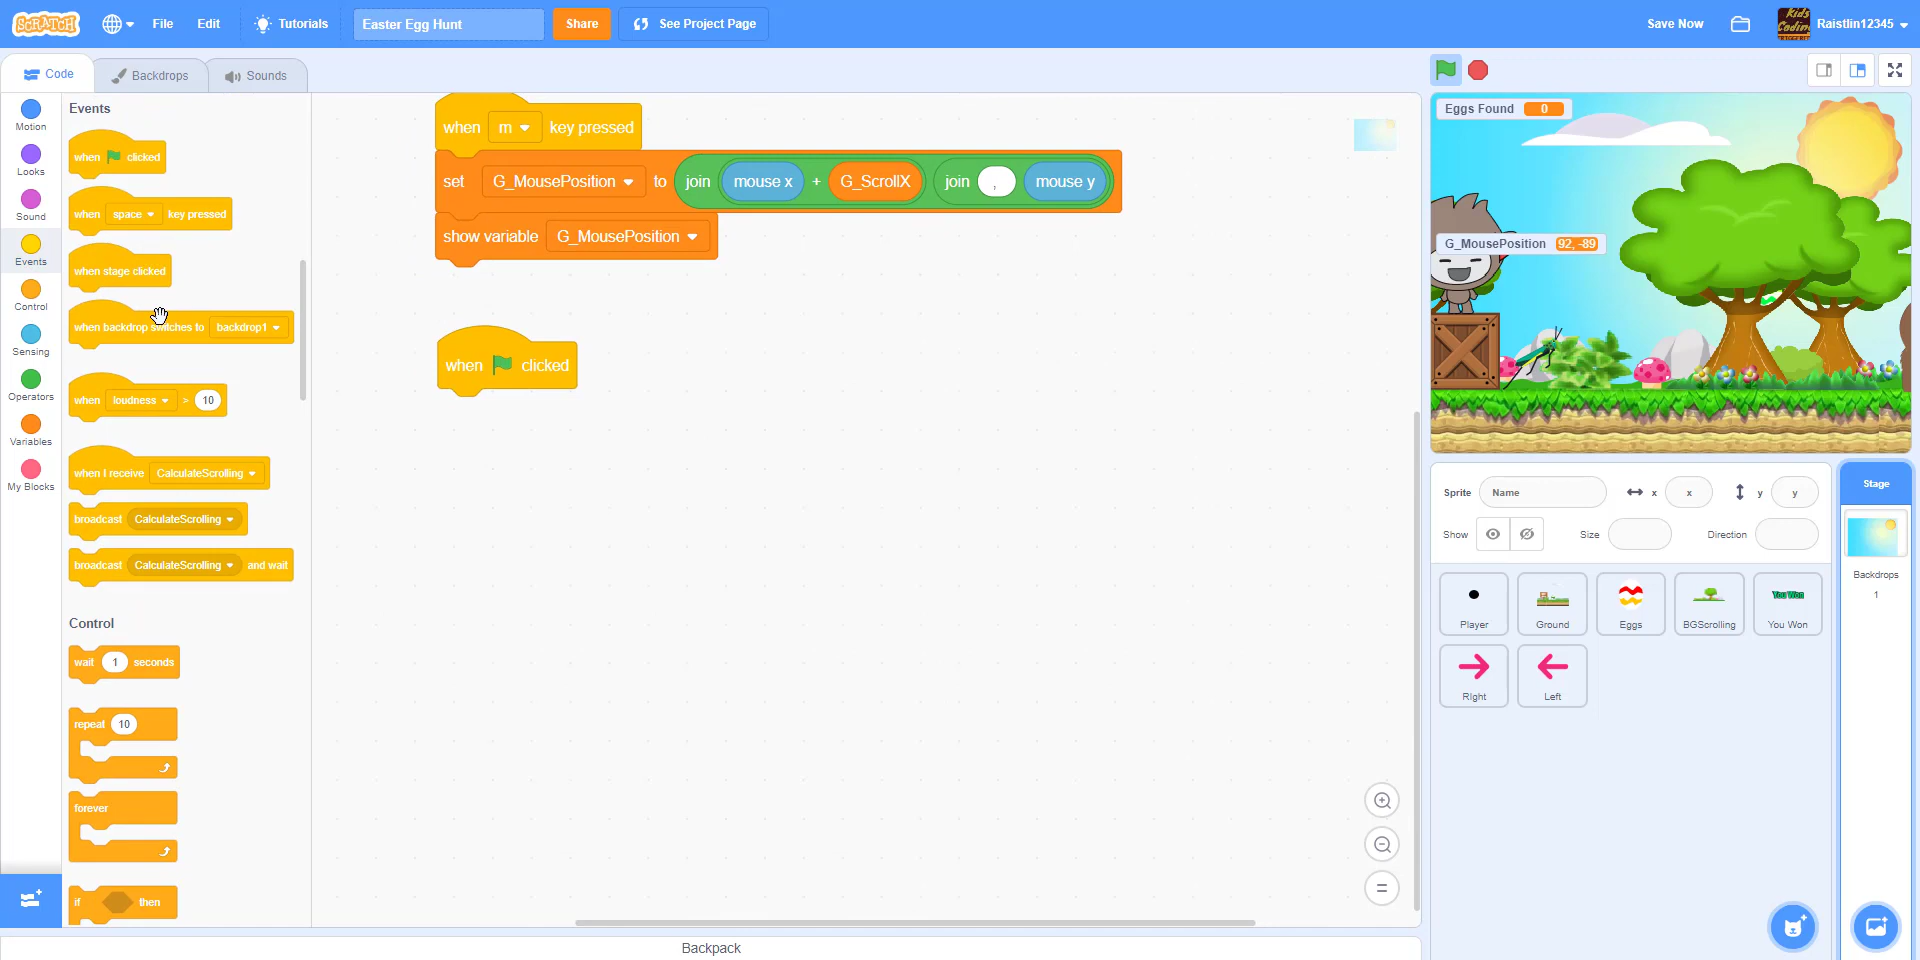 SCRATCH File Edit Tutorials Easter Egg Hunt Share See Project Page Save Now Raistlin12345
Code Backdrops Sounds
Motion
Looks
Sound
Events
Control
Sensing
Operators
Variables
My Blocks
Events
when clicked
when space key pressed
when stage clicked
when backdrop switches to backdrop1
when loudness > 10
when I receive CalculateScrolling
broadcast CalculateScrolling
broadcast CalculateScrolling and wait
Control
wait 1 seconds
repeat 10
forever
if then
when m key pressed
set G_MousePosition to join mouse x + G_ScrollX join , mouse y
show variable G_MousePosition
when clicked
Backpack
Eggs Found 0
G_MousePosition 92, -89
Sprite Name x x y y
Show Size Direction
Player Ground Eggs BGScrolling You Won
You Won
Right Left
Stage
Backdrops
1